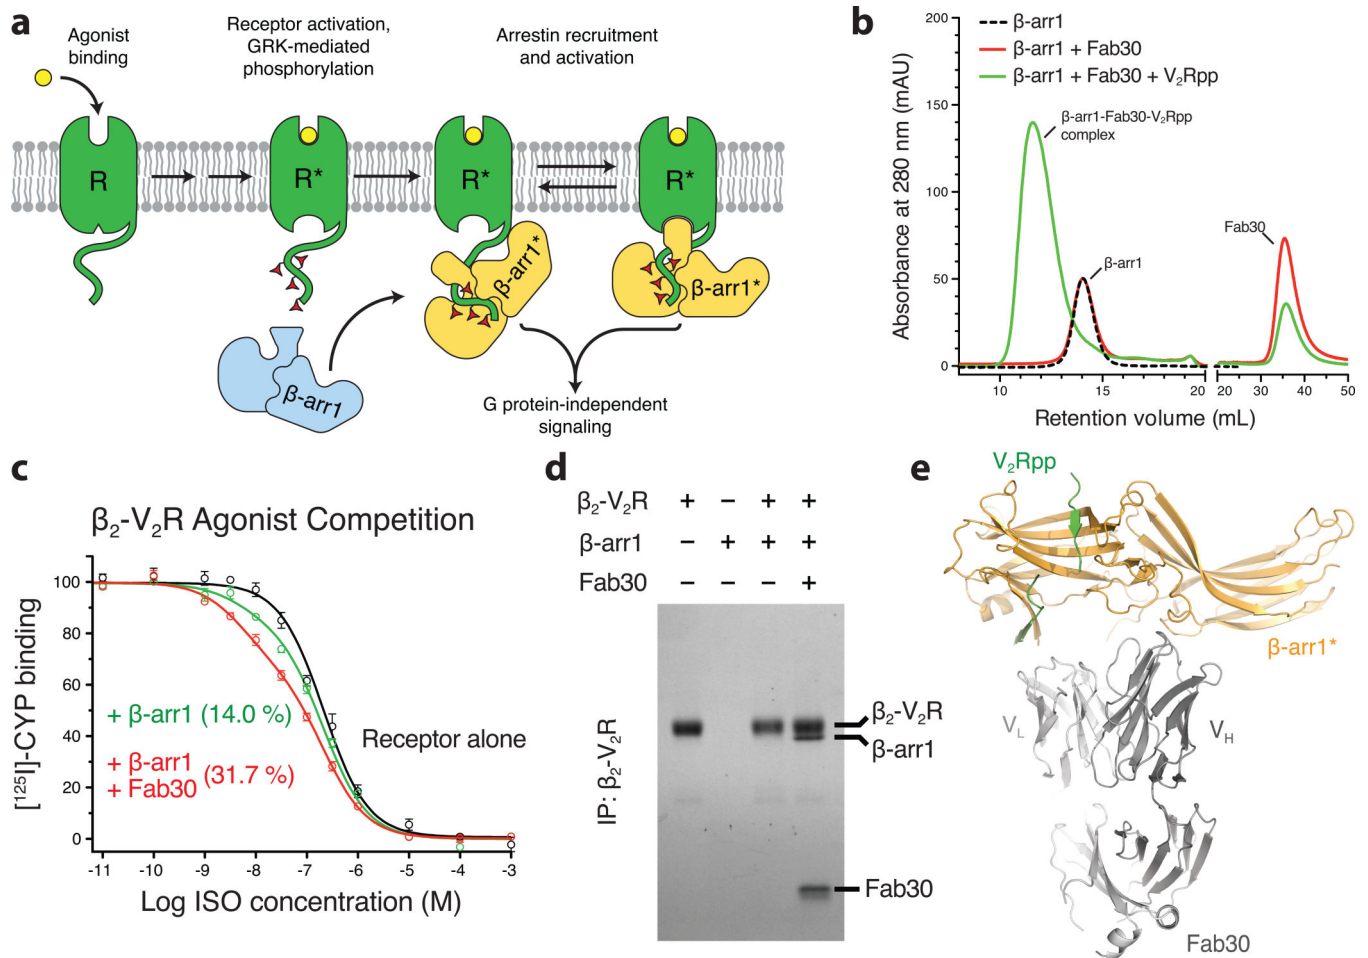 a
Agonist
binding
Receptor activation,
GRK-mediated
phosphorylation
Arrestin recruitment
and activation
R
R*
R*
R*
β-arr1
β-arr1*
β-arr1*
G protein-independent
signaling
b
Absorbance at 280 nm (mAU)
200
150
100
50
0
β-arr1
β-arr1 + Fab30
β-arr1 + Fab30 + V₂Rpp
β-arr1-Fab30-V₂Rpp
complex
β-arr1
Fab30
10 15 20 20 30 40 50
Retention volume (mL)
c
β₂-V₂R Agonist Competition
[¹²⁵I]-CYP binding
100
80
60
40
20
0
+ β-arr1 (14.0 %)
+ β-arr1
+ Fab30 (31.7 %)
Receptor alone
-11 -10 -9 -8 -7 -6 -5 -4 -3
Log ISO concentration (M)
d
β₂-V₂R + − + +
β-arr1 − + + +
Fab30 − − − +
IP: β₂-V₂R
β₂-V₂R
β-arr1
Fab30
e
V₂Rpp
β-arr1*
V_L
V_H
Fab30